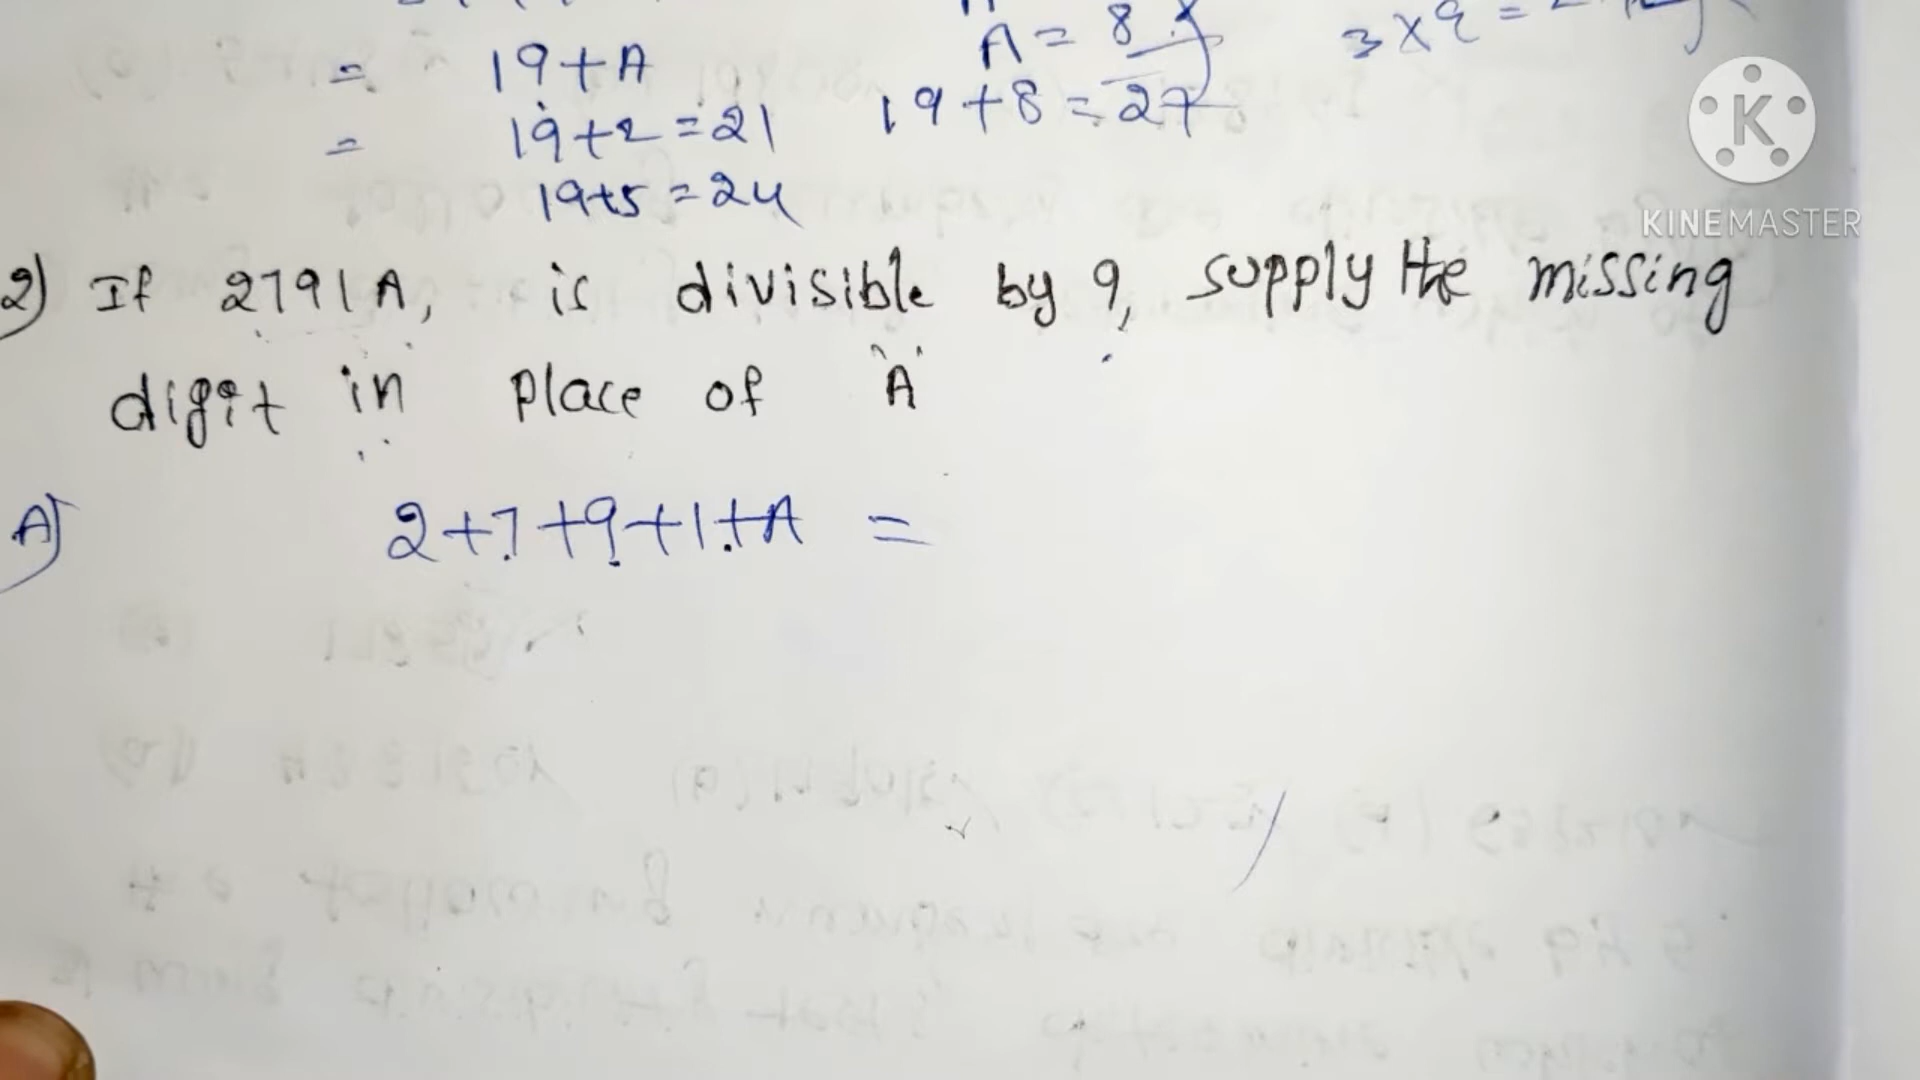 = 19+A
A = 8
3×9 =
= 19+2 = 21
19+8 = 27
19+5 = 24
K
KINEMASTER
2) If 2791A, is divisible by 9, supply the missing
digit in place of "A"
A) 2+7+9+1+A =